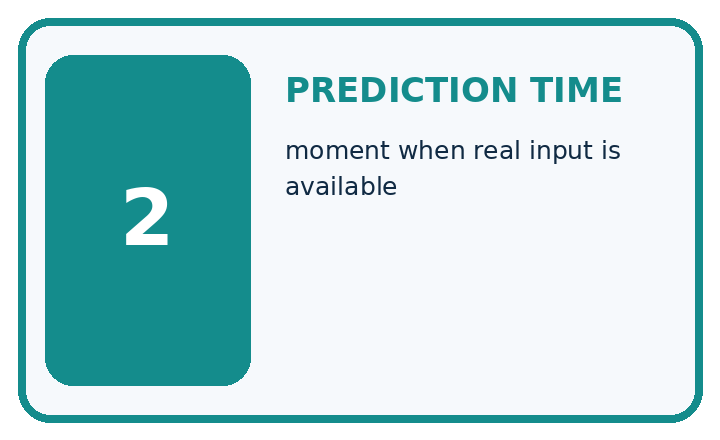 2
PREDICTION TIME
moment when real input is
available